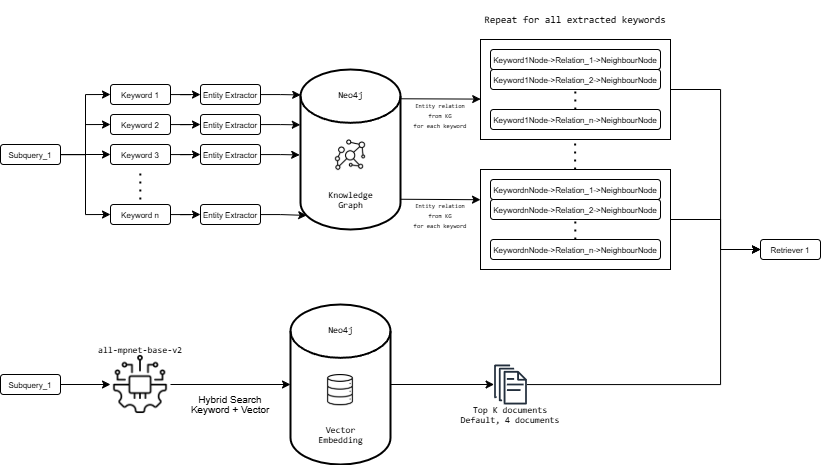 Repeat for all extracted keywords
Subquery_1
Keyword 1
Entity Extractor
Keyword 2
Entity Extractor
Keyword 3
Entity Extractor
Keyword n
Entity Extractor
Neo4j
Knowledge
Graph
Entity relation
from KG
for each keyword
Entity relation
from KG
for each keyword
Keyword1Node->Relation_1->NeighbourNode
Keyword1Node->Relation_2->NeighbourNode
Keyword1Node->Relation_n->NeighbourNode
KeywordnNode->Relation_1->NeighbourNode
KeywordnNode->Relation_2->NeighbourNode
KeywordnNode->Relation_n->NeighbourNode
Retriever 1
Subquery_1
all-mpnet-base-v2
Hybrid Search
Keyword + Vector
Neo4j
Vector
Embedding
Top K documents
Default, 4 documents